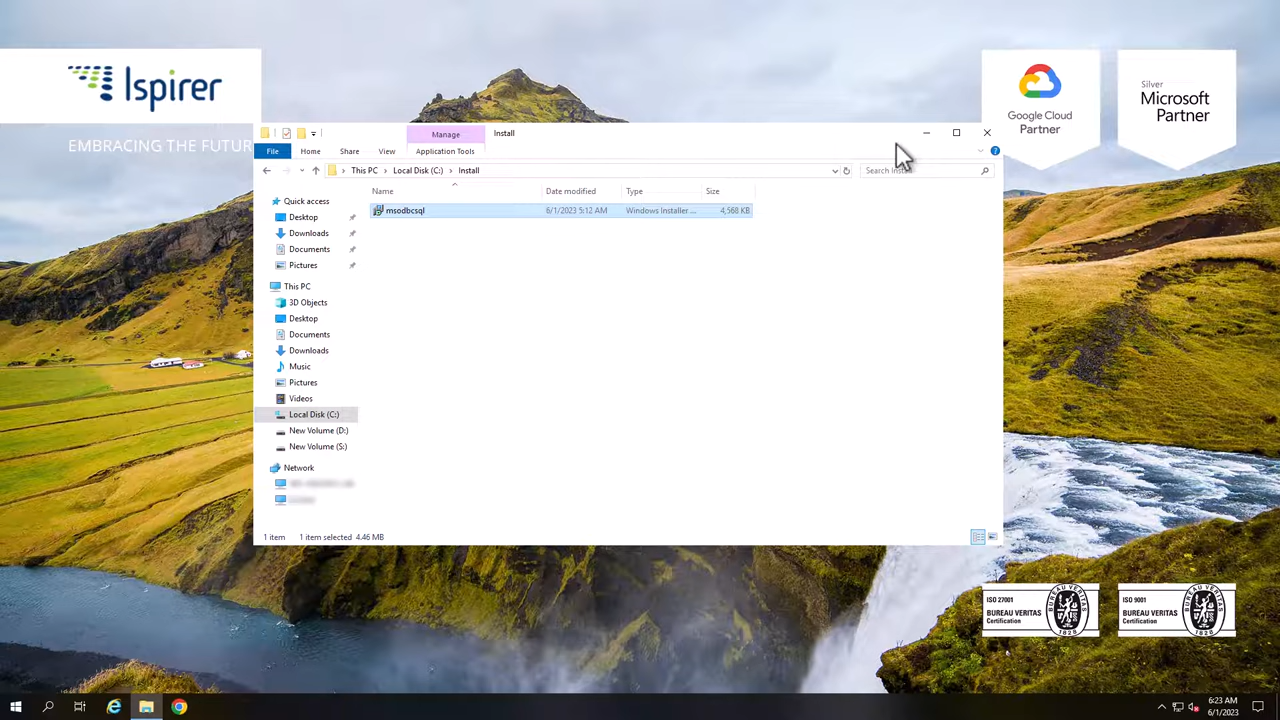 Ispirer
EMBRACING THE FUTUR
Google Cloud
Partner
Silver
Microsoft
Partner
Manage
Install
File
Home
Share
View
Application Tools
This PC
Local Disk (C:)
Install
Search
Name
Date modified
Type
Size
msodbcsql
6/1/2023 5:12 AM
Windows Installer ...
4,568 KB
Quick access
Desktop
Downloads
Documents
Pictures
This PC
3D Objects
Desktop
Documents
Downloads
Music
Pictures
Videos
Local Disk (C:)
New Volume (D:)
New Volume (S:)
Network
1 item
1 item selected 4.46 MB
ISO 27001
BUREAU VERITAS
Certification
1828
ISO 9001
BUREAU VERITAS
Certification
1828
6:23 AM
6/1/2023